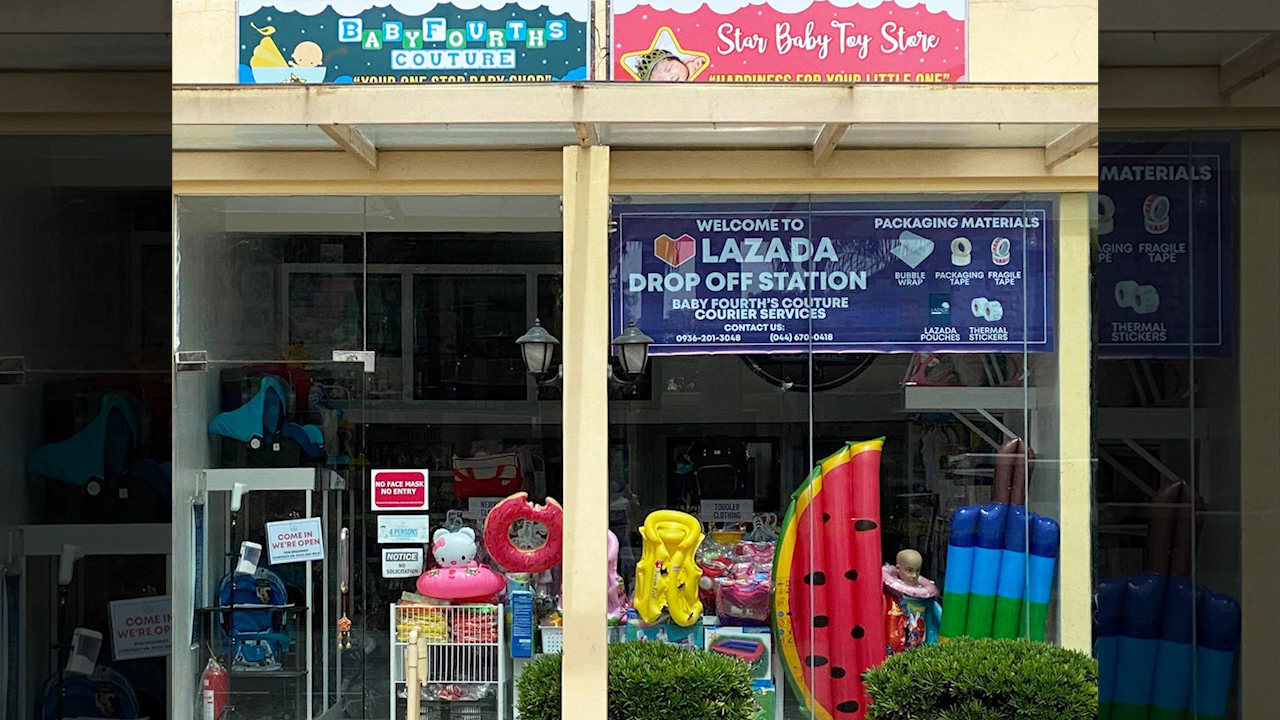 BABYFOURTHS
COUTURE
"YOUR ONE STOP BABY SHOP"
Star Baby Toy Store
"HAPPINESS FOR YOUR LITTLE ONE"
WELCOME TO
LAZADA
DROP OFF STATION
BABY FOURTH'S COUTURE
COURIER SERVICES
CONTACT US:
0936-201-3048 (044) 670-0418
PACKAGING MATERIALS
BUBBLE
WRAP
PACKAGING
TAPE
FRAGILE
TAPE
LAZADA
POUCHES
THERMAL
STICKERS
MATERIALS
FRAGILE
TAPE
THERMAL
STICKERS
NO FACE MASK
NO ENTRY
4 PERSONS
NOTICE
NO
SOLICITATION
COME IN
WE'RE OPEN
COME IN
WE'RE O
TODDLER
CLOTHING